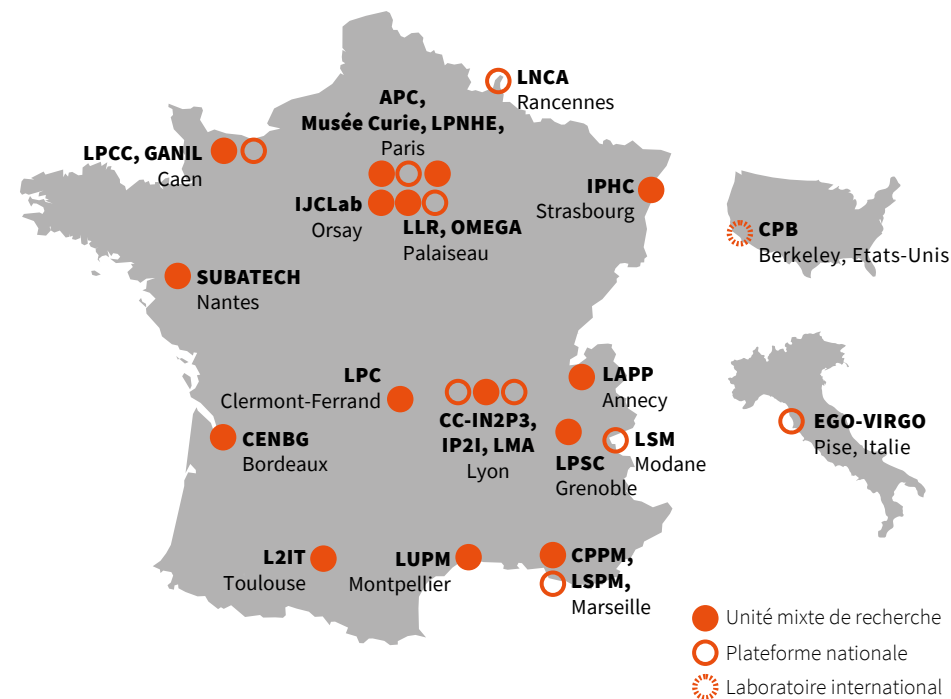 LNCA
Rancennes
APC,
Musée Curie, LPNHE,
Paris
LPCC, GANIL
Caen
IPHC
Strasbourg
IJCLab
Orsay
LLR, OMEGA
Palaiseau
CPB
Berkeley, Etats-Unis
SUBATECH
Nantes
LPC
Clermont-Ferrand
LAPP
Annecy
CC-IN2P3,
IP2I, LMA
Lyon
EGO-VIRGO
Pise, Italie
CENBG
Bordeaux
LSM
Modane
LPSC
Grenoble
L2IT
Toulouse
LUPM
Montpellier
CPPM,
LSPM,
Marseille
Unité mixte de recherche
Plateforme nationale
Laboratoire international